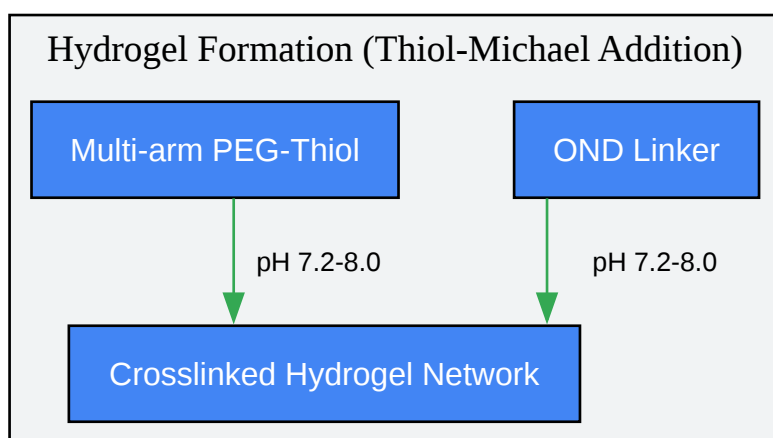 Hydrogel Formation (Thiol-Michael Addition)
Multi-arm PEG-Thiol
OND Linker
pH 7.2-8.0
pH 7.2-8.0
Crosslinked Hydrogel Network